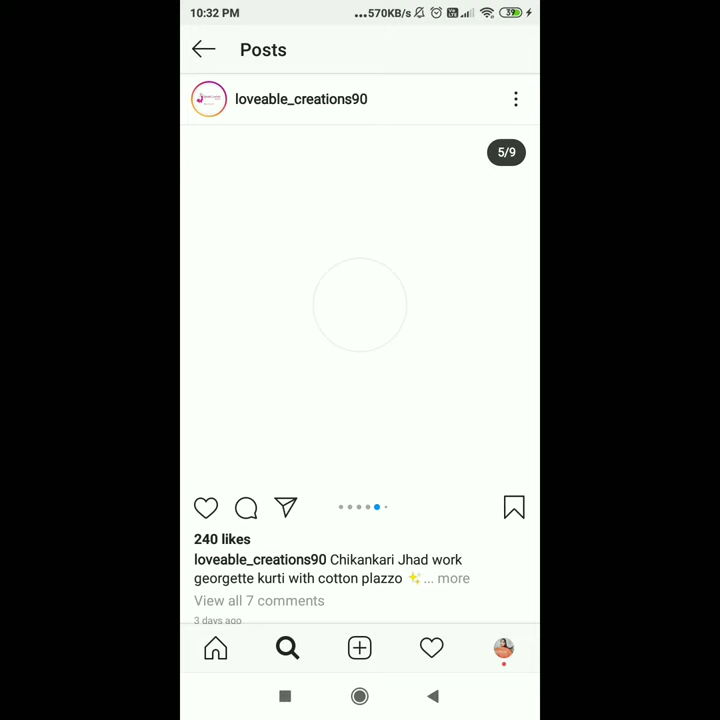 10:32 PM
...570KB/s
39
Posts
loveable_creations90
5/9
240 likes
loveable_creations90 Chikankari Jhad work
georgette kurti with cotton plazzo ✨... more
View all 7 comments
3 days ago